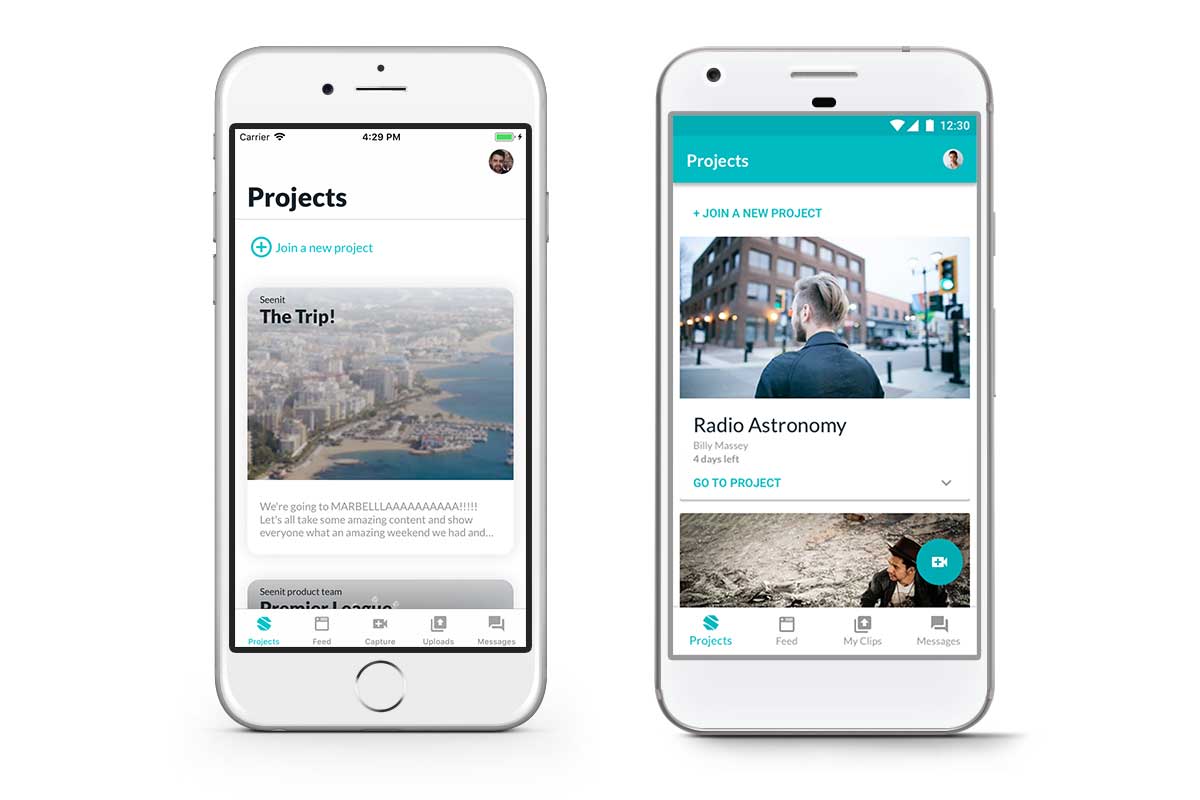 Carrier
4:29 PM
Projects
Join a new project
Seenit
The Trip!
We're going to MARBELLLAAAAAAAAAA!!!!!
Let's all take some amazing content and show
everyone what an amazing weekend we had and...
Seenit product team
Premier League
Projects
Feed
Capture
Uploads
Messages
12:30
Projects
+ JOIN A NEW PROJECT
Radio Astronomy
Billy Massey
4 days left
GO TO PROJECT
Projects
Feed
My Clips
Messages